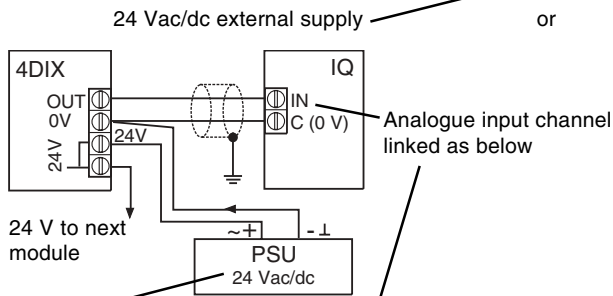 24 Vac/dc external supply
or
4DIX
IQ
OUT
IN
0V
C (0 V)
24V
24V
Analogue input channel
linked as below
24 V to next
module
~+
-⊥
PSU
24 Vac/dc